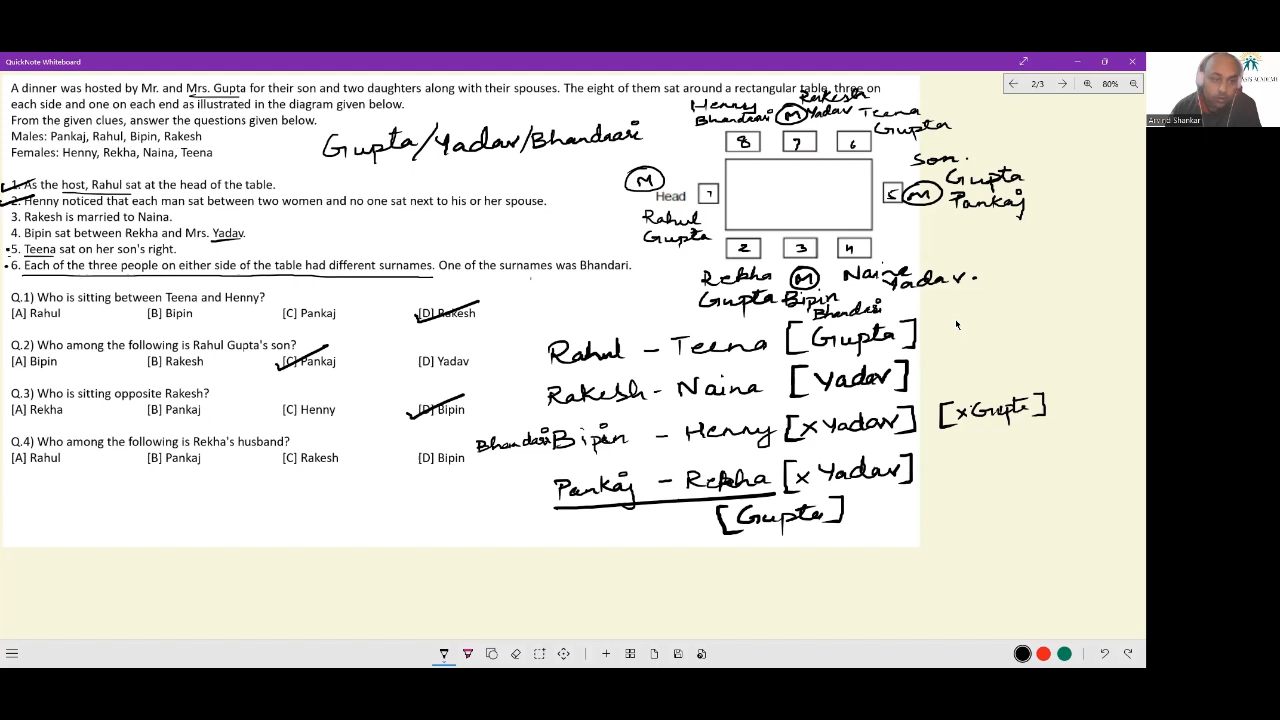 QuickNote Whiteboard
A dinner was hosted by Mr. and Mrs. Gupta for their son and two daughters along with their spouses. The eight of them sat around a rectangular table, three on
each side and one on each end as illustrated in the diagram given below.
From the given clues, answer the questions given below.
Males: Pankaj, Rahul, Bipin, Rakesh
Females: Henny, Rekha, Naina, Teena
Gupta/Yadav/Bhandari
1. As the host, Rahul sat at the head of the table.
2. Henny noticed that each man sat between two women and no one sat next to his or her spouse.
3. Rakesh is married to Naina.
4. Bipin sat between Rekha and Mrs. Yadav.
5. Teena sat on her son's right.
6. Each of the three people on either side of the table had different surnames. One of the surnames was Bhandari.
Q.1) Who is sitting between Teena and Henny?
[A] Rahul [B] Bipin [C] Pankaj [D] Rakesh
Q.2) Who among the following is Rahul Gupta's son?
[A] Bipin [B] Rakesh [C] Pankaj [D] Yadav
Q.3) Who is sitting opposite Rakesh?
[A] Rekha [B] Pankaj [C] Henny [D] Bipin
Q.4) Who among the following is Rekha's husband?
[A] Rahul [B] Pankaj [C] Rakesh [D] Bipin
Henny Rakesh
Bhandari M Yadav Teena
Gupta
8 7 6
Son.
Gupta
M
Head 1 5 M Pankaj
Rahul
Gupta
2 3 4
Rekha M Naina
Gupta Bipin Yadav.
Bhandari
Rahul - Teena [Gupta]
Rakesh - Naina [Yadav]
Bhandari Bipin - Henny [x Yadav] [x Gupta]
Pankaj - Rekha [x Yadav]
[Gupta]
2/3
80%
Arvind Shankar